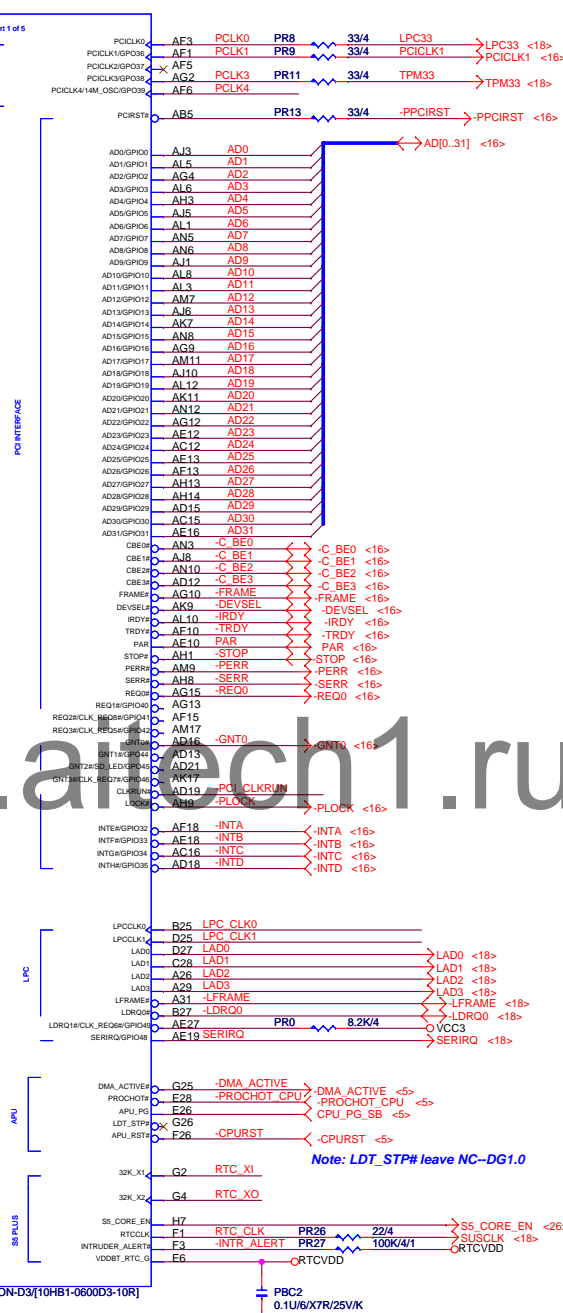 rt 1 of 5
PCICLK0 AF3 PCLK0 PR8 33/4 LPC33 LPC33 <18>
PCICLK1/GPO36 AF1 PCLK1 PR9 33/4 PCICLK1 PCICLK1 <16>
PCICLK2/GPO37 AF5
PCICLK3/GPO38 AG2 PCLK3 PR11 33/4 TPM33 TPM33 <18>
PCICLK4/14M_OSC/GPO39 AF6 PCLK4
PCIRST# AB5 PR13 33/4 -PPCIRST -PPCIRST <16>
AD[0..31] <16>
AD0/GPIO0 AJ3 AD0
AD1/GPIO1 AL5 AD1
AD2/GPIO2 AG4 AD2
AD3/GPIO3 AL6 AD3
AD4/GPIO4 AH3 AD4
AD5/GPIO5 AJ5 AD5
AD6/GPIO6 AL1 AD6
AD7/GPIO7 AN5 AD7
AD8/GPIO8 AN6 AD8
AD9/GPIO9 AJ1 AD9
AD10/GPIO10 AL8 AD10
AD11/GPIO11 AL3 AD11
AD12/GPIO12 AM7 AD12
AD13/GPIO13 AJ6 AD13
AD14/GPIO14 AK7 AD14
AD15/GPIO15 AN8 AD15
AD16/GPIO16 AG9 AD16
AD17/GPIO17 AM11 AD17
AD18/GPIO18 AJ10 AD18
AD19/GPIO19 AL12 AD19
AD20/GPIO20 AK11 AD20
AD21/GPIO21 AN12 AD21
AD22/GPIO22 AG12 AD22
AD23/GPIO23 AE12 AD23
AD24/GPIO24 AC12 AD24
AD25/GPIO25 AE13 AD25
AD26/GPIO26 AF13 AD26
AD27/GPIO27 AH13 AD27
AD28/GPIO28 AH14 AD28
AD29/GPIO29 AD15 AD29
AD30/GPIO30 AC15 AD30
AD31/GPIO31 AE16 AD31
PCI INTERFACE
CBE0# AN3 -C_BE0 -C_BE0 <16>
CBE1# AJ8 -C_BE1 -C_BE1 <16>
CBE2# AN10 -C_BE2 -C_BE2 <16>
CBE3# AD12 -C_BE3 -C_BE3 <16>
FRAME# AG10 -FRAME -FRAME <16>
DEVSEL# AK9 -DEVSEL -DEVSEL <16>
IRDY# AL10 -IRDY -IRDY <16>
TRDY# AF10 -TRDY -TRDY <16>
PAR AE10 PAR PAR <16>
STOP# AH1 -STOP -STOP <16>
PERR# AM9 -PERR -PERR <16>
SERR# AH8 -SERR -SERR <16>
REQ0# AG15 -REQ0 -REQ0 <16>
REQ1#/GPIO40 AG13
REQ2#/CLK_REQ8#/GPIO41 AF15
REQ3#/CLK_REQ5#/GPIO42 AM17
GNT0# AD16 -GNT0 -GNT0 <16>
GNT1#/GPO44 AD13
GNT2#/SD_LED/GPO45 AD21
GNT3#/CLK_REQ7#/GPIO46 AK17
CLKRUN# AD19 -PCI_CLKRUN
LOCK# AH9 -PLOCK -PLOCK <16>
.aitech1.ru
INTE#/GPIO32 AF18 -INTA -INTA <16>
INTF#/GPIO33 AE18 -INTB -INTB <16>
INTG#/GPIO34 AC16 -INTC -INTC <16>
INTH#/GPIO35 AD18 -INTD -INTD <16>
LPC
LPCCLK0 B25 LPC_CLK0
LPCCLK1 D25 LPC_CLK1
LAD0 D27 LAD0 LAD0 <18>
LAD1 C28 LAD1 LAD1 <18>
LAD2 A26 LAD2 LAD2 <18>
LAD3 A29 LAD3 LAD3 <18>
LFRAME# A31 -LFRAME -LFRAME <18>
LDRQ0# B27 -LDRQ0 -LDRQ0 <18>
LDRQ1#/CLK_REQ6#/GPIO49 AE27 PR0 8.2K/4 VCC3
SERIRQ/GPIO48 AE19 SERIRQ SERIRQ <18>
APU
DMA_ACTIVE# G25 -DMA_ACTIVE -DMA_ACTIVE <5>
PROCHOT# E28 -PROCHOT_CPU -PROCHOT_CPU <5>
APU_PG E26 CPU_PG_SB <5>
LDT_STP# G26
APU_RST# F26 -CPURST -CPURST <5>
Note: LDT_STP# leave NC--DG1.0
S5 PLUS
32K_X1 G2 RTC_XI
32K_X2 G4 RTC_XO
S5_CORE_EN H7 S5_CORE_EN <26>
RTCCLK F1 RTC_CLK PR26 22/4 SUSCLK <18>
INTRUDER_ALERT# F3 -INTR_ALERT PR27 100K/4/1 RTCVDD
VDDBT_RTC_G E6 RTCVDD
ON-D3/[10HB1-0600D3-10R]
PBC2
0.1U/6/X7R/25V/K